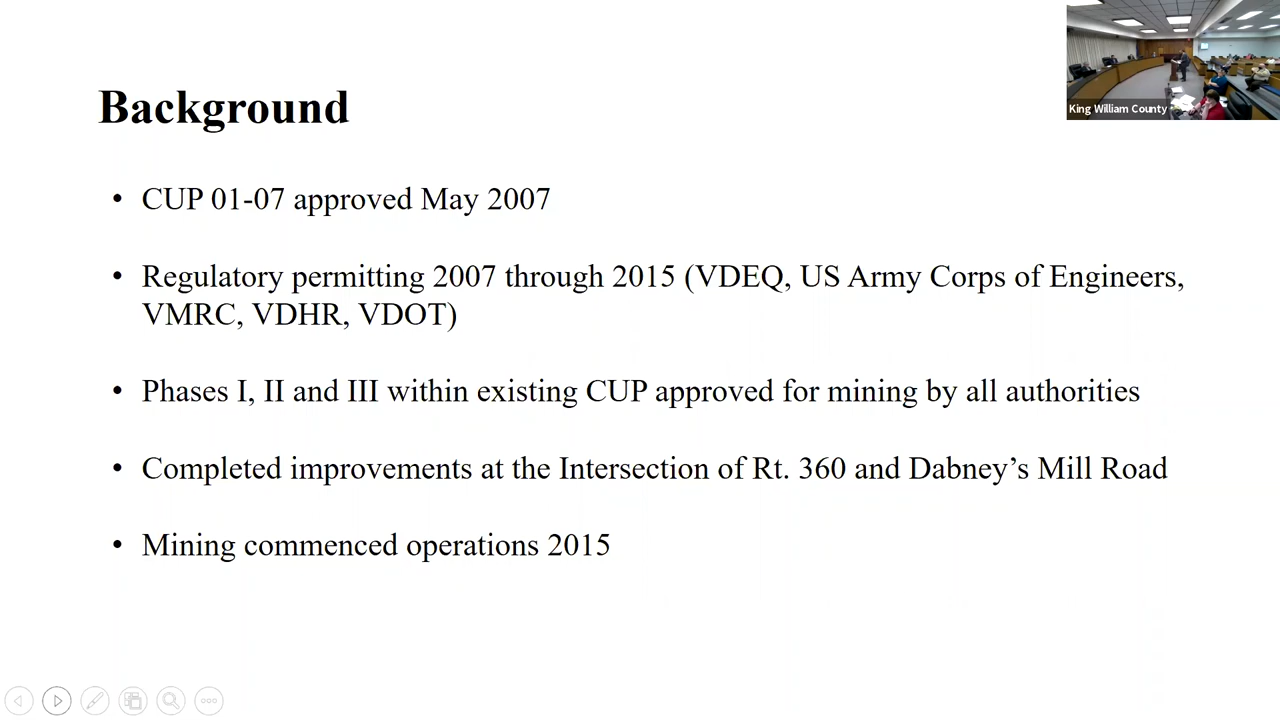 King William County
Background
• CUP 01-07 approved May 2007
• Regulatory permitting 2007 through 2015 (VDEQ, US Army Corps of Engineers,
VMRC, VDHR, VDOT)
• Phases I, II and III within existing CUP approved for mining by all authorities
• Completed improvements at the Intersection of Rt. 360 and Dabney’s Mill Road
• Mining commenced operations 2015